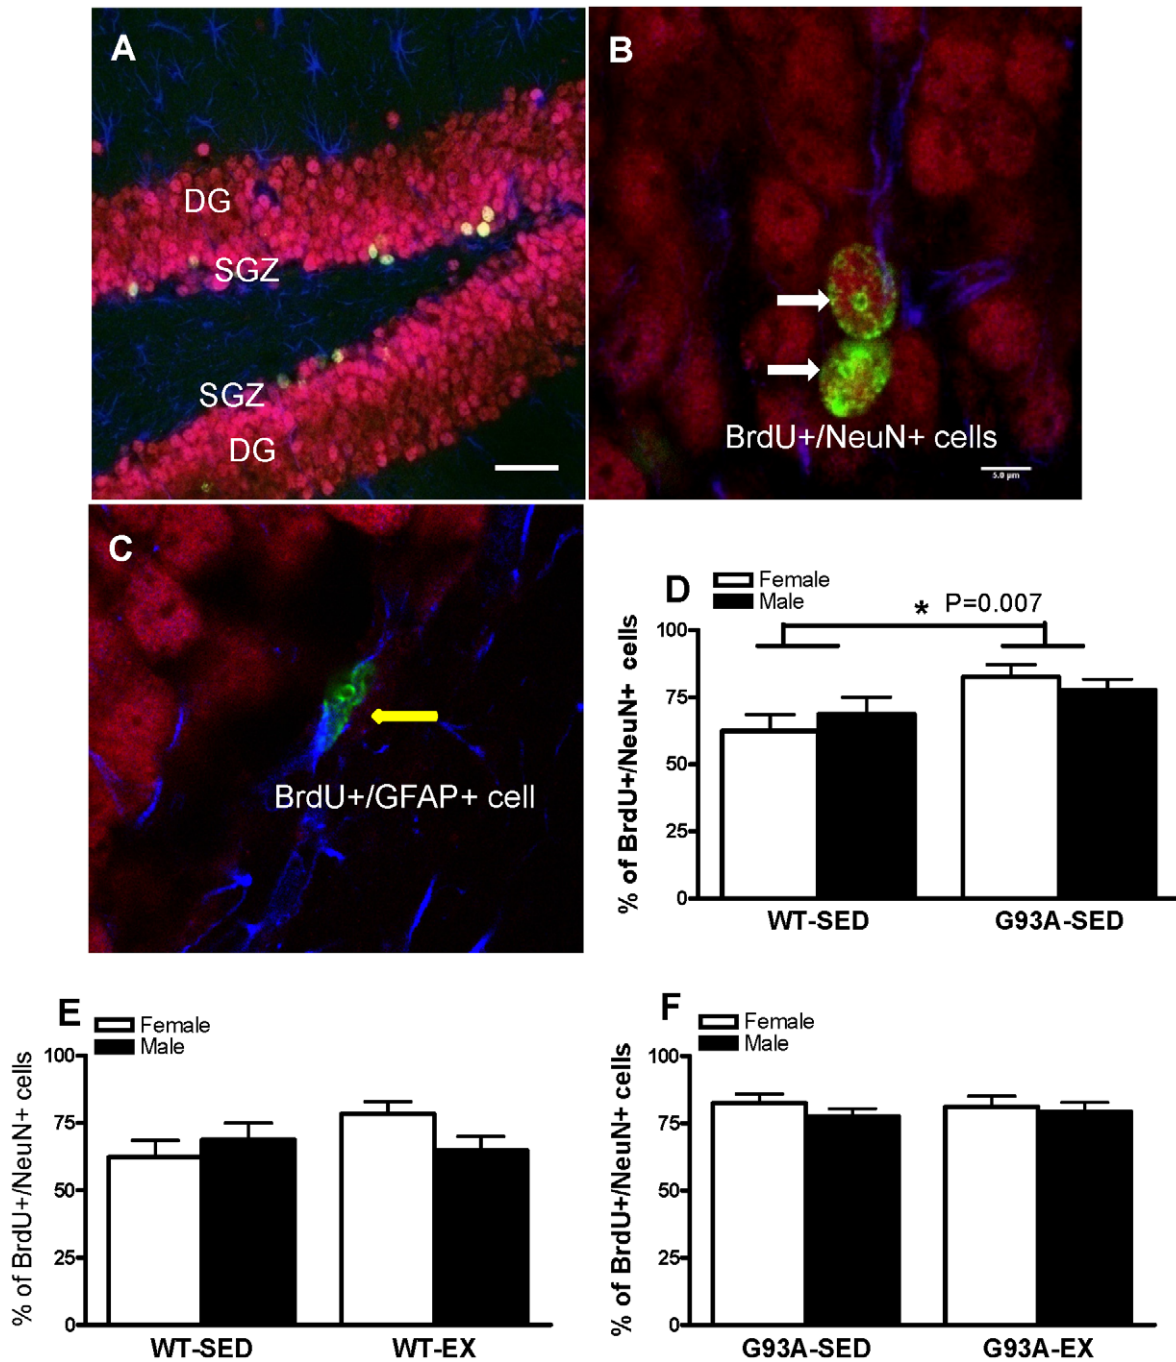 A
DG
SGZ
SGZ
DG
B
BrdU+/NeuN+ cells
5.0 µm
C
BrdU+/GFAP+ cell
D
Female
Male
* P=0.007
% of BrdU+/NeuN+ cells
100
75
50
25
0
WT-SED
G93A-SED
E
Female
Male
% of BrdU+/NeuN+ cells
100
75
50
25
0
WT-SED
WT-EX
F
Female
Male
% of BrdU+/NeuN+ cells
100
75
50
25
0
G93A-SED
G93A-EX